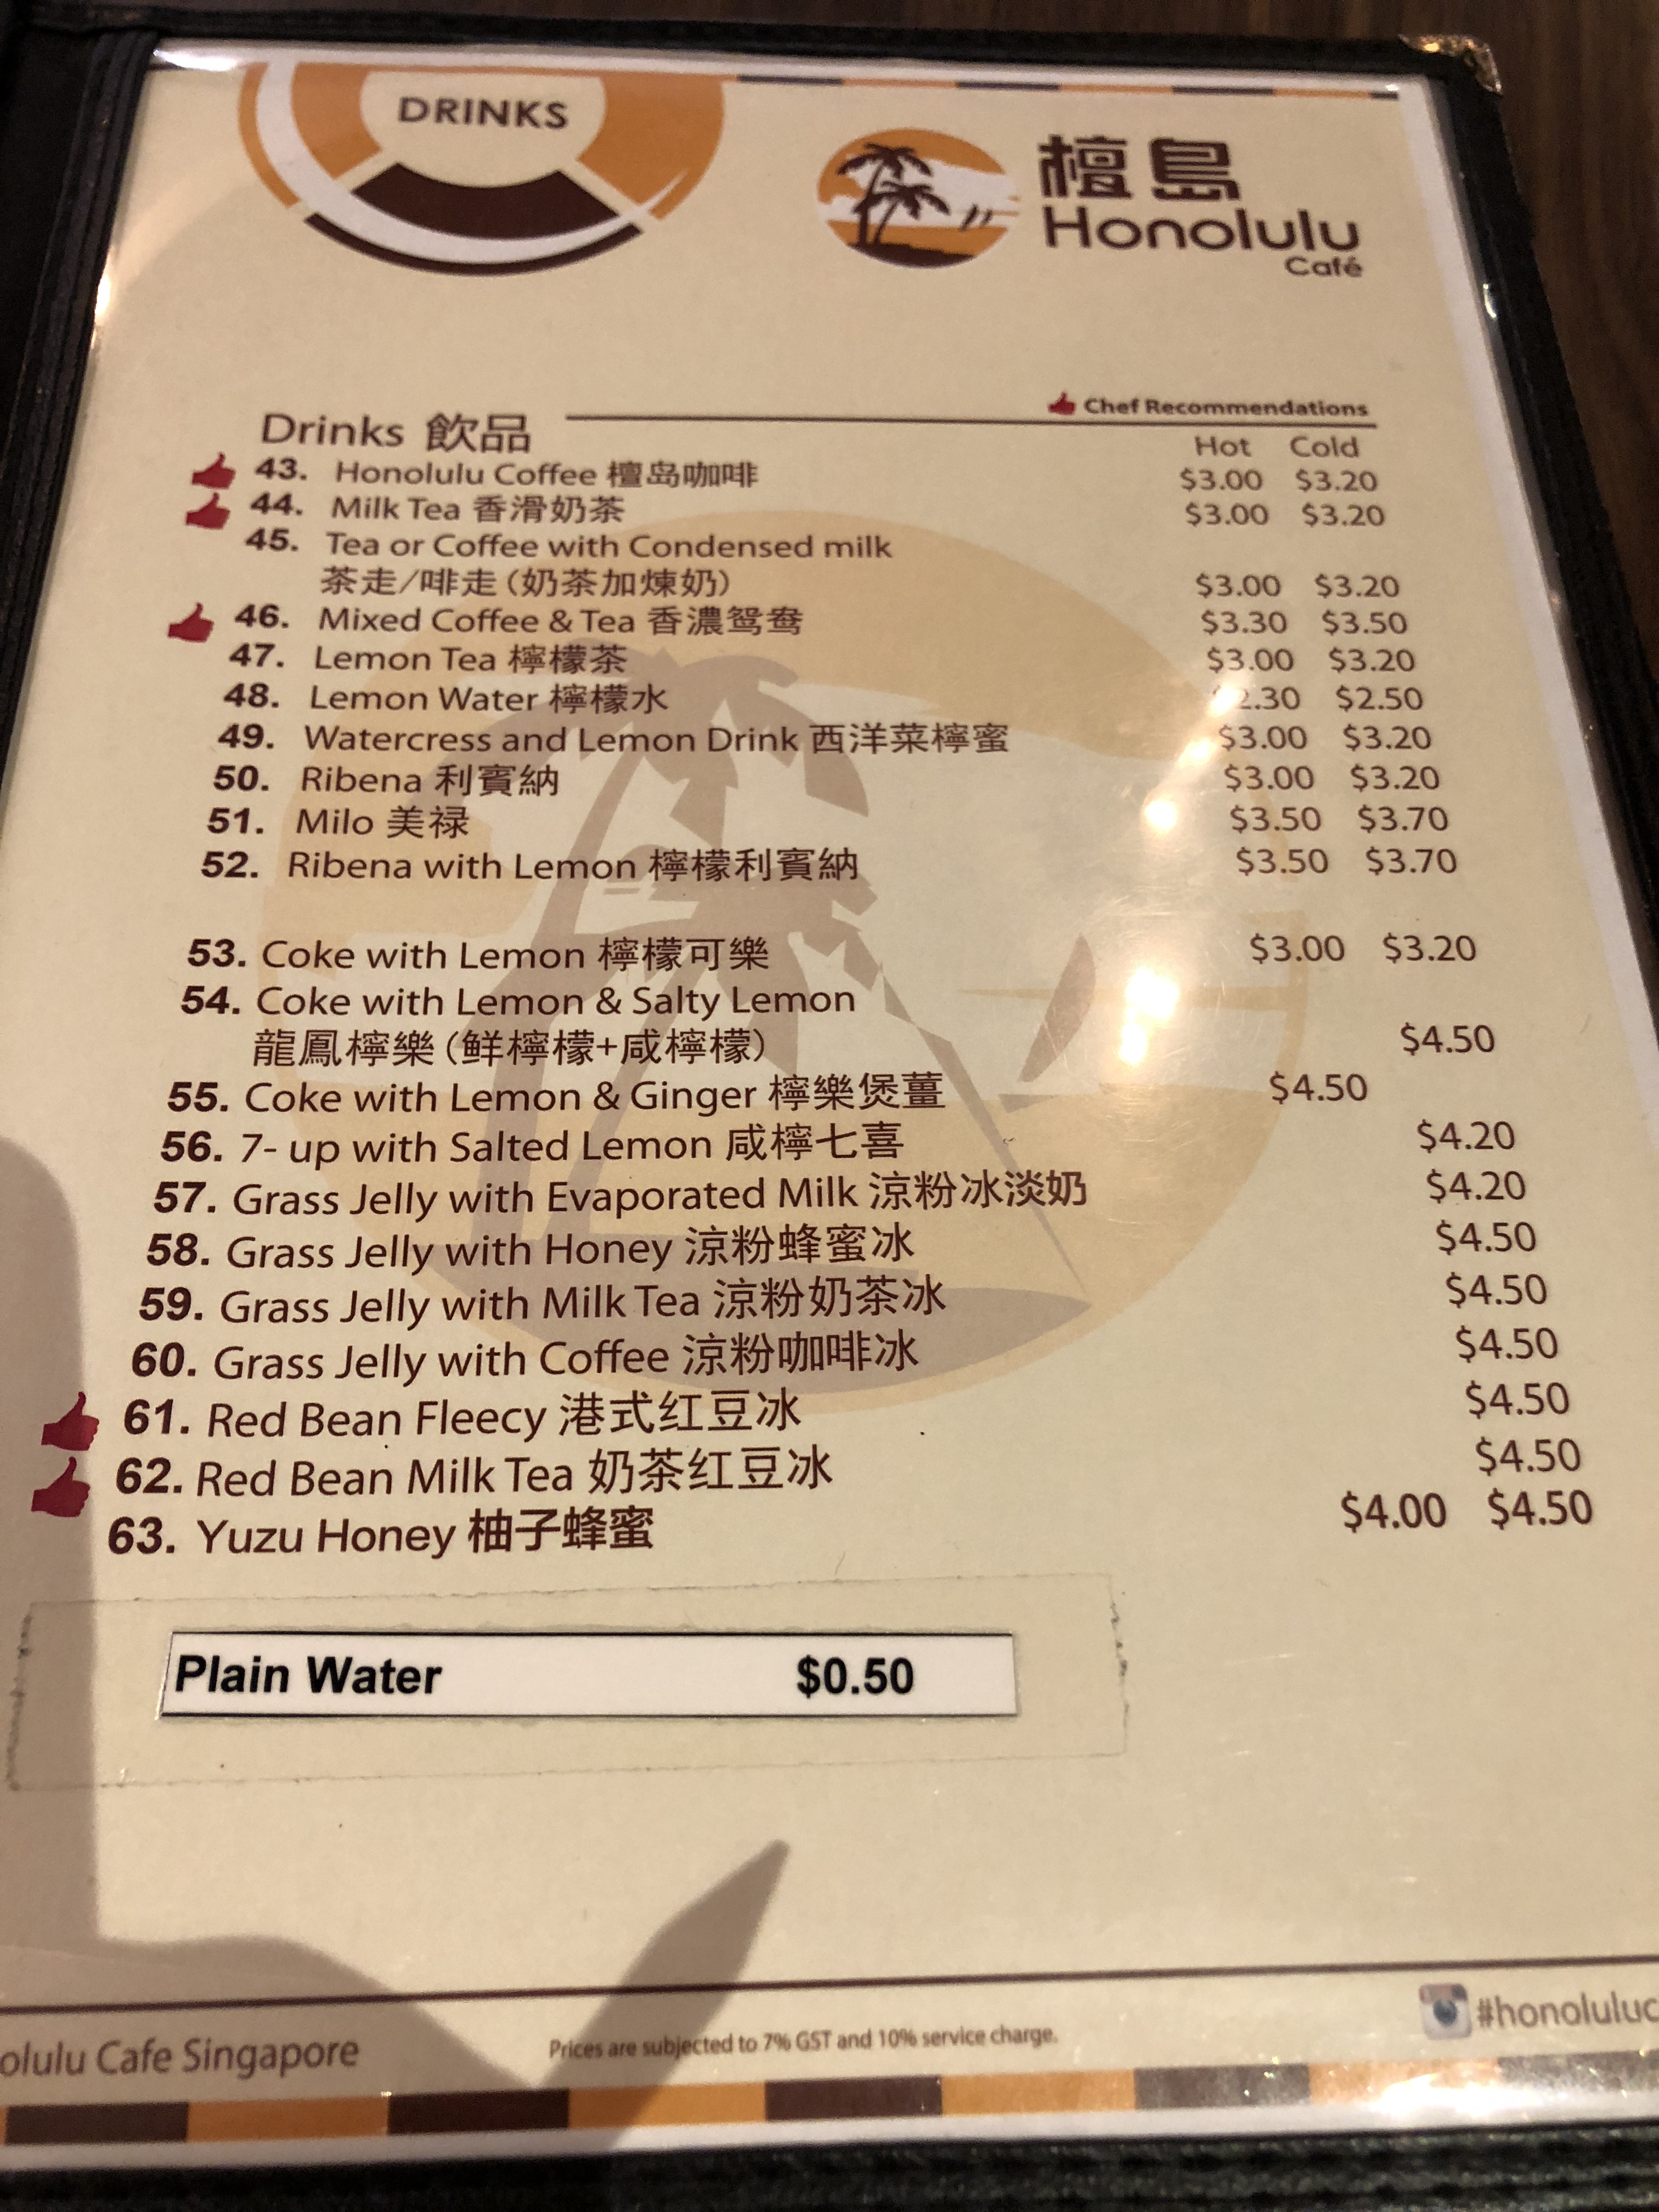 DRINKS
檀島
Honolulu
Café
Chef Recommendations
Drinks 飲品
Hot Cold
43. Honolulu Coffee 檀岛咖啡 $3.00 $3.20
44. Milk Tea 香滑奶茶 $3.00 $3.20
45. Tea or Coffee with Condensed milk
茶走/啡走(奶茶加煉奶) $3.00 $3.20
46. Mixed Coffee & Tea 香濃鸳鸯 $3.30 $3.50
47. Lemon Tea 檸檬茶 $3.00 $3.20
48. Lemon Water 檸檬水 $2.30 $2.50
49. Watercress and Lemon Drink 西洋菜檸蜜 $3.00 $3.20
50. Ribena 利賓納 $3.00 $3.20
51. Milo 美禄 $3.50 $3.70
52. Ribena with Lemon 檸檬利賓納 $3.50 $3.70
53. Coke with Lemon 檸檬可樂 $3.00 $3.20
54. Coke with Lemon & Salty Lemon
龍鳳檸樂(鲜檸檬+咸檸檬) $4.50
55. Coke with Lemon & Ginger 檸樂煲薑 $4.50
56. 7- up with Salted Lemon 咸檸七喜 $4.20
57. Grass Jelly with Evaporated Milk 涼粉冰淡奶 $4.20
58. Grass Jelly with Honey 涼粉蜂蜜冰 $4.50
59. Grass Jelly with Milk Tea 涼粉奶茶冰 $4.50
60. Grass Jelly with Coffee 涼粉咖啡冰 $4.50
61. Red Bean Fleecy 港式红豆冰 $4.50
62. Red Bean Milk Tea 奶茶红豆冰 $4.50
63. Yuzu Honey 柚子蜂蜜 $4.00 $4.50
Plain Water $0.50
olulu Cafe Singapore
Prices are subjected to 7% GST and 10% service charge.
#honoluluc